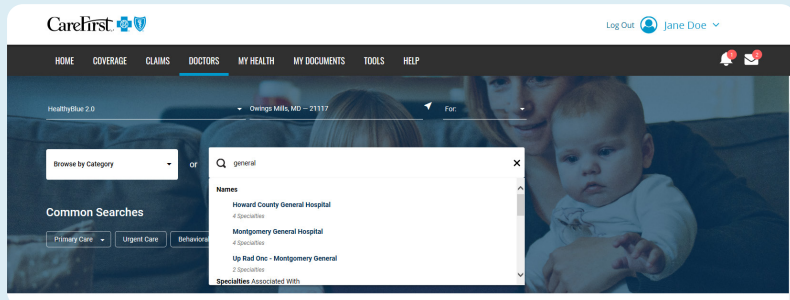 CareFirst
Log Out Jane Doe
HOME COVERAGE CLAIMS DOCTORS MY HEALTH MY DOCUMENTS TOOLS HELP
HealthyBlue 2.0 Owings Mills, MD — 21117 For:
Browse by Category or general
Names
Howard County General Hospital
4 Specialties
Common Searches
Montgomery General Hospital
4 Specialties
Primary Care Urgent Care Behavioral
Up Rad Onc - Montgomery General
2 Specialties
Specialties Associated With